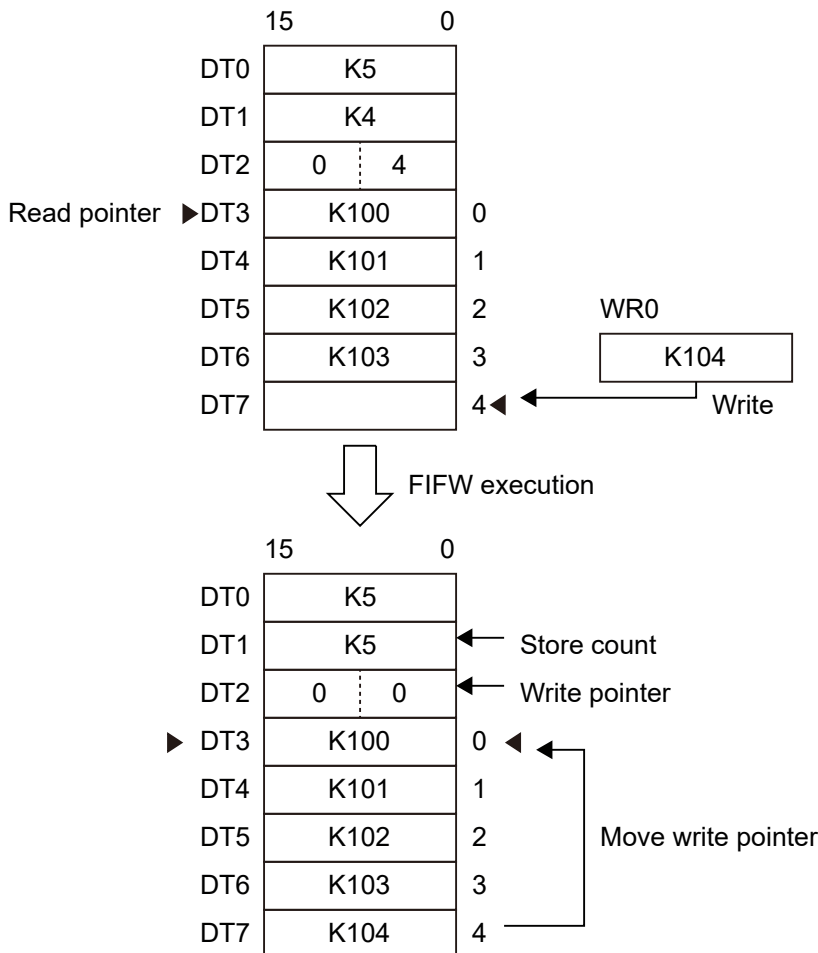 15 0
DT0 K5
DT1 K4
DT2 0 4
Read pointer DT3 K100 0
DT4 K101 1
DT5 K102 2 WR0
DT6 K103 3 K104
DT7 4 Write
FIFW execution
15 0
DT0 K5
DT1 K5 Store count
DT2 0 0 Write pointer
DT3 K100 0
DT4 K101 1
DT5 K102 2 Move write pointer
DT6 K103 3
DT7 K104 4